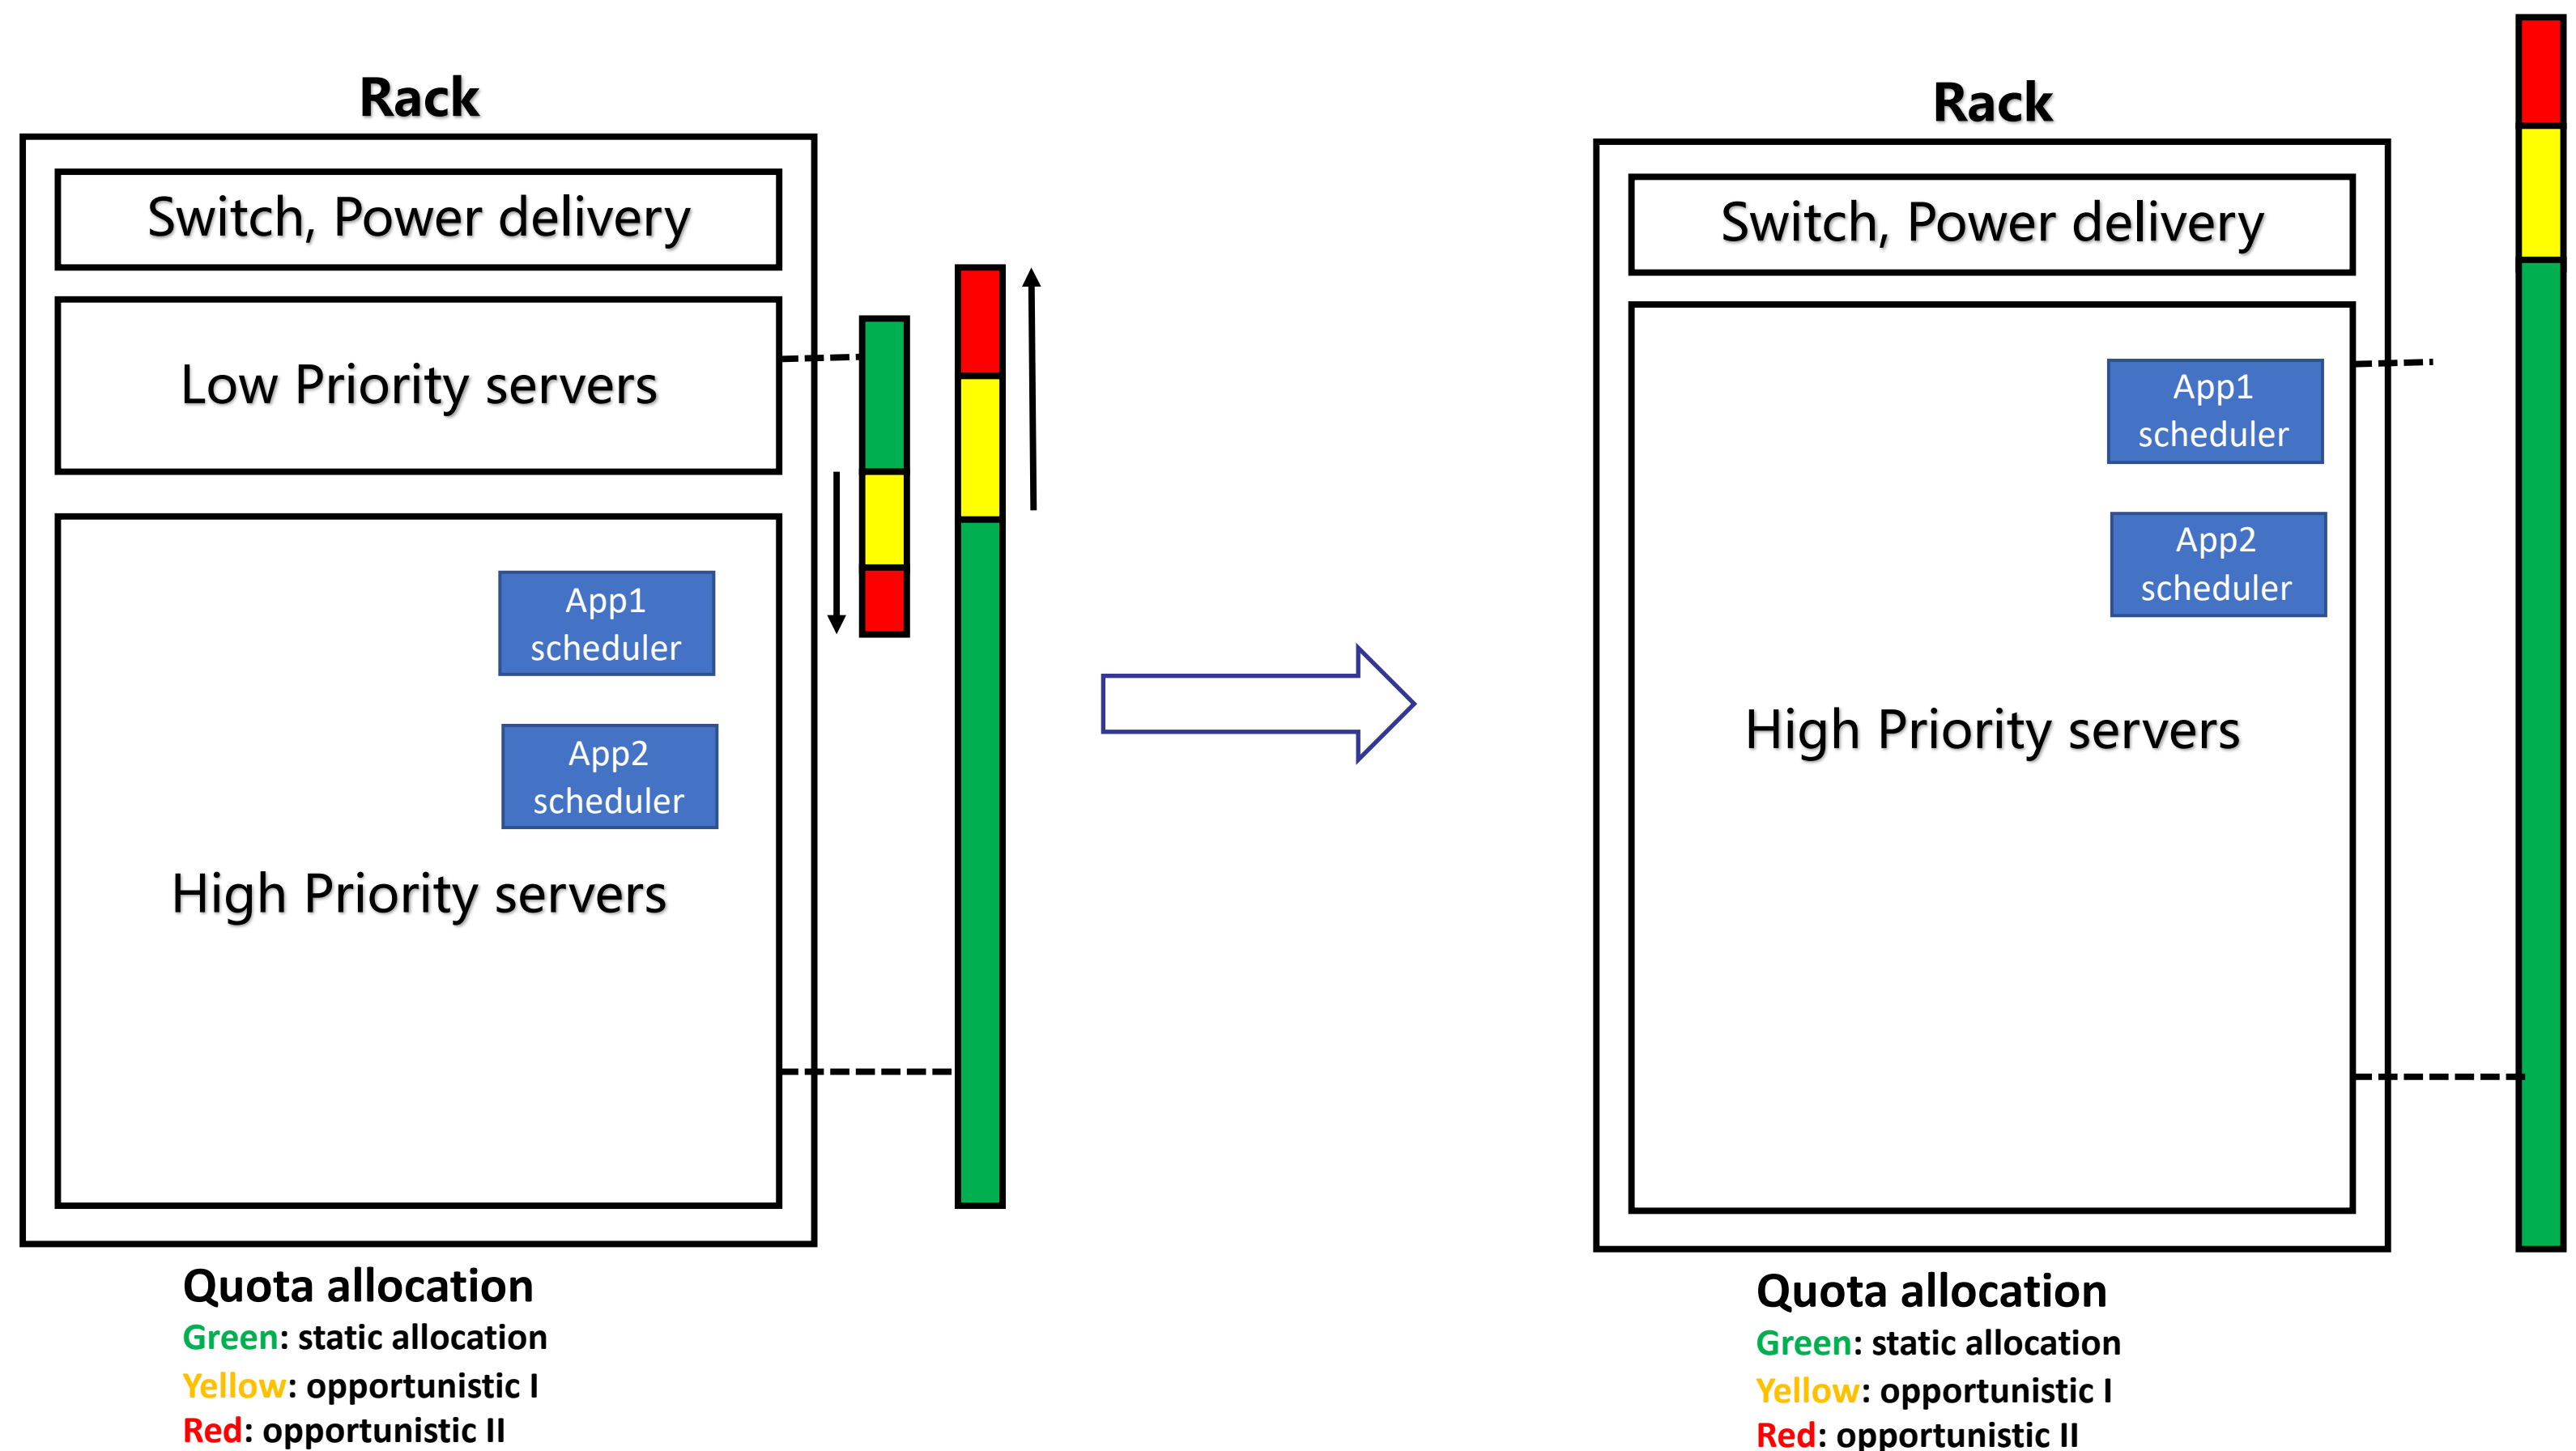 Rack
Switch, Power delivery
Low Priority servers
App1
scheduler
App2
scheduler
High Priority servers
Quota allocation
Green: static allocation
Yellow: opportunistic I
Red: opportunistic II
Rack
Switch, Power delivery
App1
scheduler
App2
scheduler
High Priority servers
Quota allocation
Green: static allocation
Yellow: opportunistic I
Red: opportunistic II